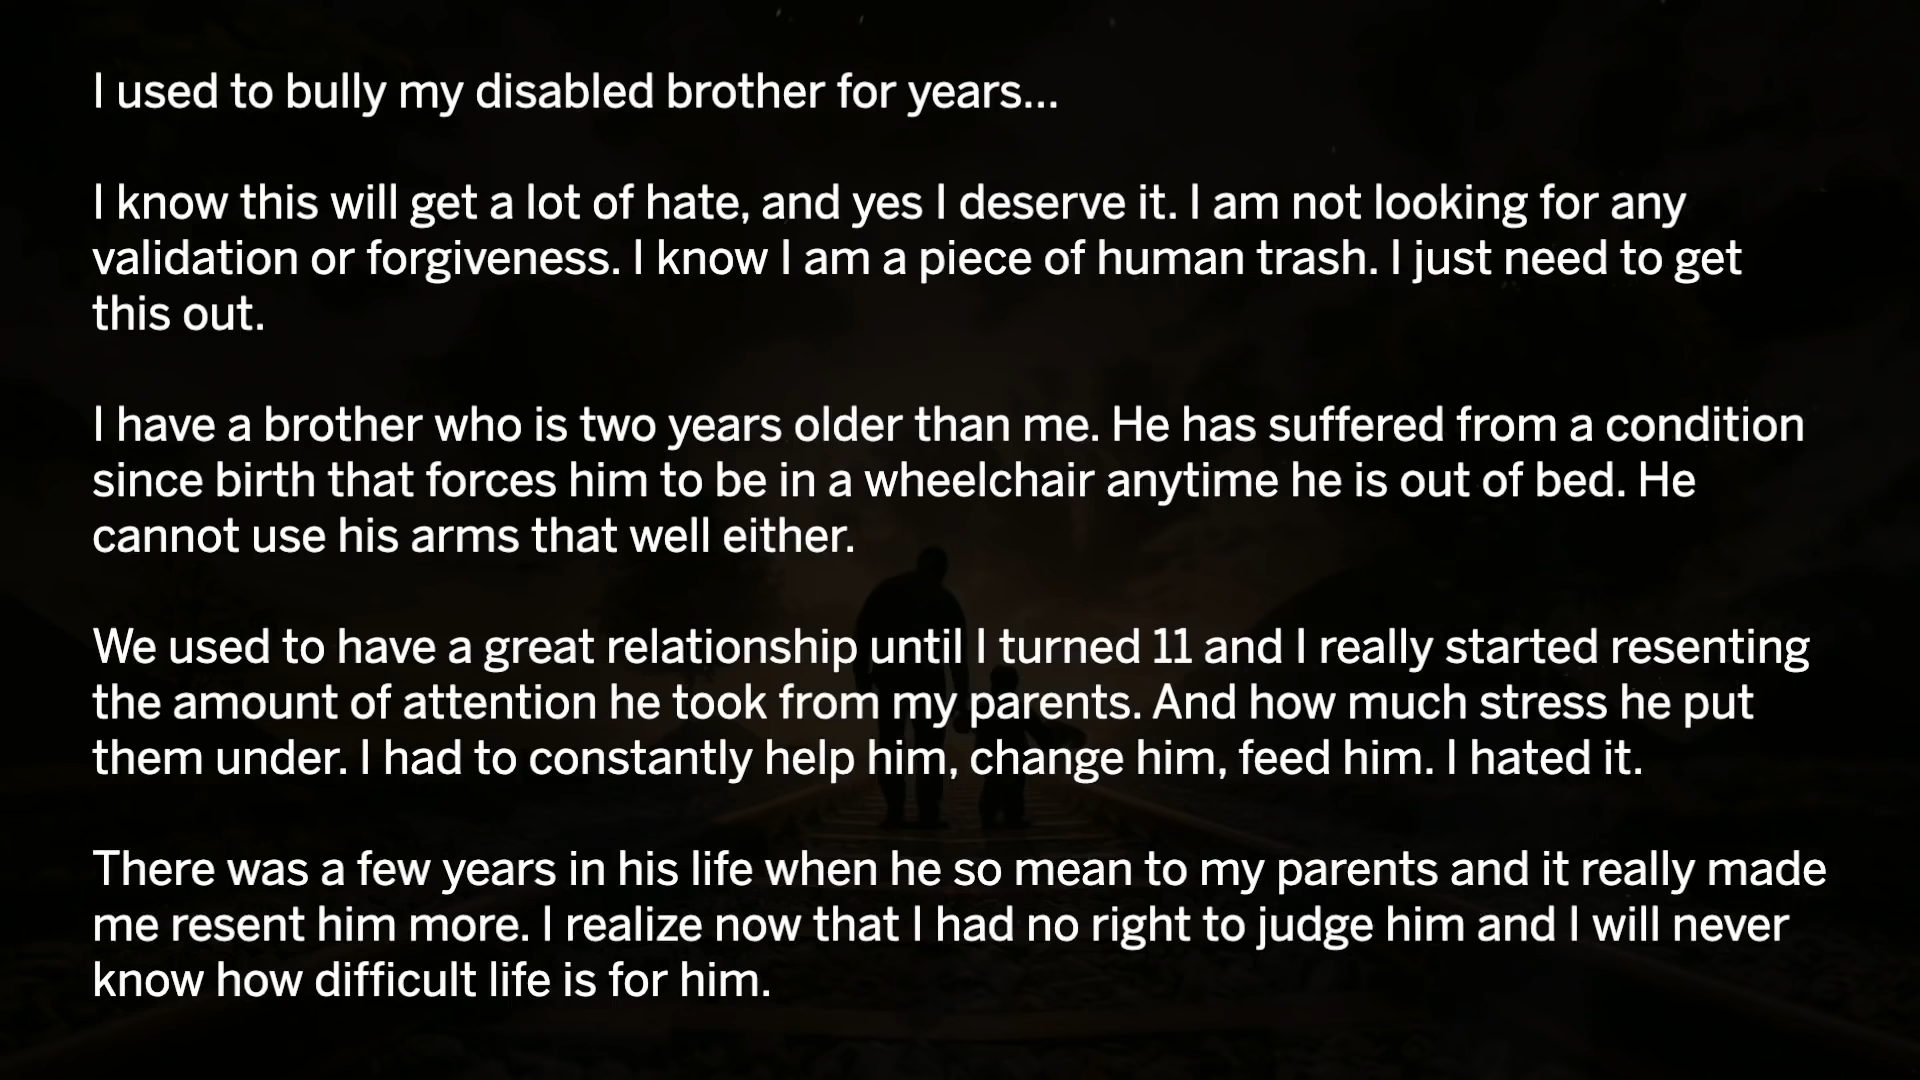 I used to bully my disabled brother for years...
I know this will get a lot of hate, and yes I deserve it. I am not looking for any
validation or forgiveness. I know I am a piece of human trash. I just need to get
this out.
I have a brother who is two years older than me. He has suffered from a condition
since birth that forces him to be in a wheelchair anytime he is out of bed. He
cannot use his arms that well either.
We used to have a great relationship until I turned 11 and I really started resenting
the amount of attention he took from my parents. And how much stress he put
them under. I had to constantly help him, change him, feed him. I hated it.
There was a few years in his life when he so mean to my parents and it really made
me resent him more. I realize now that I had no right to judge him and I will never
know how difficult life is for him.